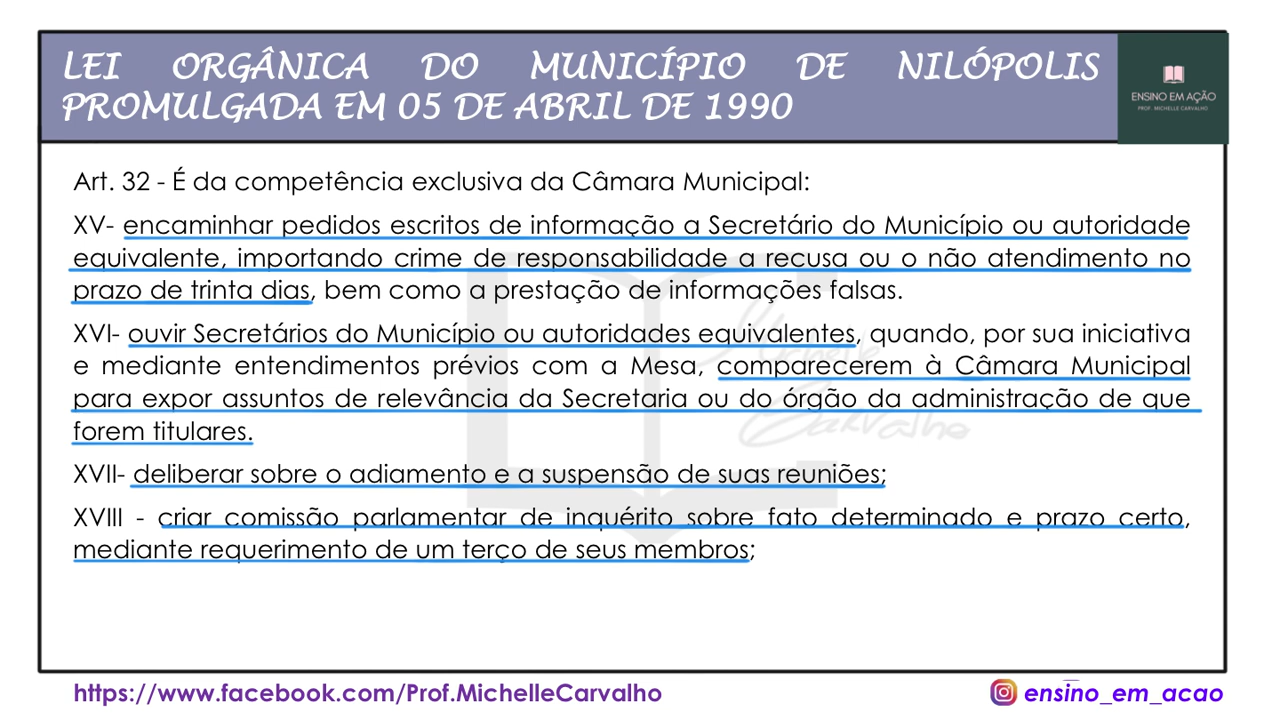 LEI ORGÂNICA DO MUNICÍPIO DE NILÓPOLIS
PROMULGADA EM 05 DE ABRIL DE 1990
ENSINO EM AÇÃO
PROF. MICHELLE CARVALHO
Art. 32 - É da competência exclusiva da Câmara Municipal:
XV- encaminhar pedidos escritos de informação a Secretário do Município ou autoridade
equivalente, importando crime de responsabilidade a recusa ou o não atendimento no
prazo de trinta dias, bem como a prestação de informações falsas.
XVI- ouvir Secretários do Município ou autoridades equivalentes, quando, por sua iniciativa
e mediante entendimentos prévios com a Mesa, comparecerem à Câmara Municipal
para expor assuntos de relevância da Secretaria ou do órgão da administração de que
forem titulares.
XVII- deliberar sobre o adiamento e a suspensão de suas reuniões;
XVIII - criar comissão parlamentar de inquérito sobre fato determinado e prazo certo,
mediante requerimento de um terço de seus membros;
Michelle
Carvalho
https://www.facebook.com/Prof.MichelleCarvalho
ensino_em_acao